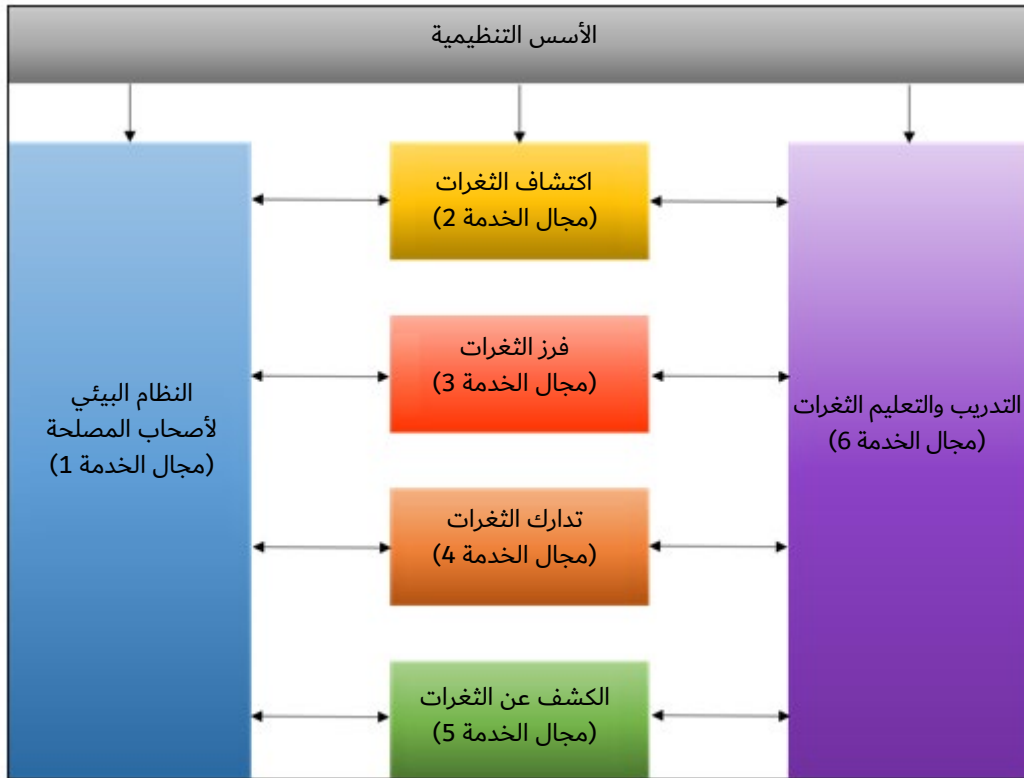 الأسس التنظيمية
اكتشاف الثغرات
(مجال الخدمة 2)
فرز الثغرات
(مجال الخدمة 3)
النظام البيئي
لأصحاب المصلحة
(مجال الخدمة 1)
التدريب والتعليم الثغرات
(مجال الخدمة 6)
تدارك الثغرات
(مجال الخدمة 4)
الكشف عن الثغرات
(مجال الخدمة 5)